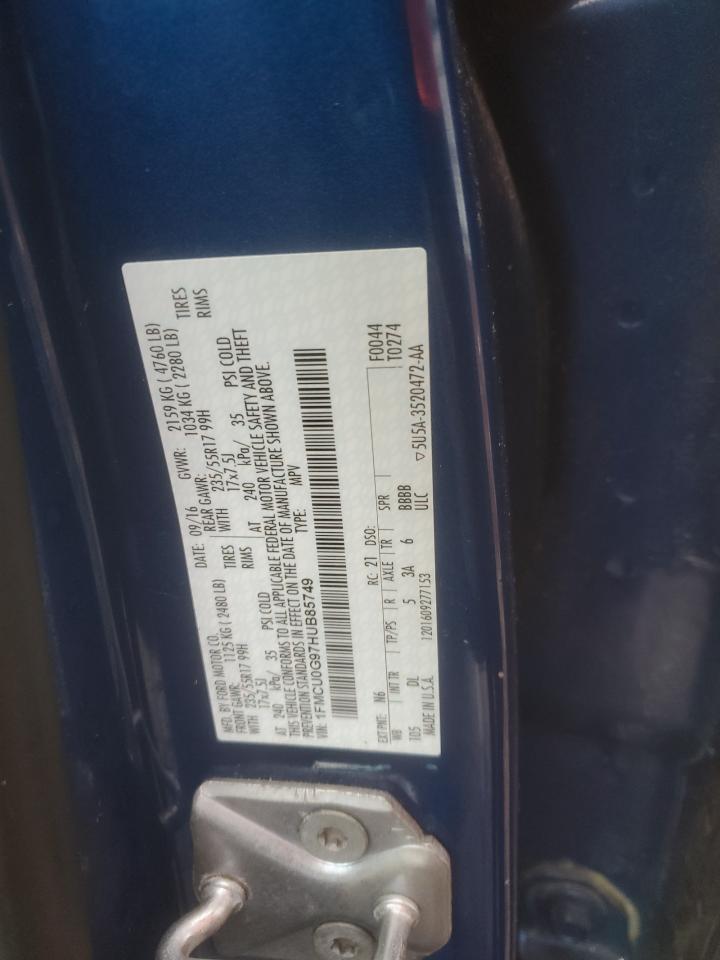 MFD. BY FORD MOTOR CO. DATE: 09/16 GVWR: 2159 KG ( 4760 LB)
FRONT GAWR: 1125 KG ( 2480 LB) REAR GAWR: 1034 KG ( 2280 LB)
WITH 235/55R17 99H TIRES WITH 235/55R17 99H TIRES
17x7.5J RIMS 17x7.5J RIMS
AT 240 kPa/ 35 PSI COLD AT 240 kPa/ 35 PSI COLD
THIS VEHICLE CONFORMS TO ALL APPLICABLE FEDERAL MOTOR VEHICLE SAFETY AND THEFT
PREVENTION STANDARDS IN EFFECT ON THE DATE OF MANUFACTURE SHOWN ABOVE.
VIN: 1FMCU0G97HUB85749 TYPE: MPV
F0044
EXT PNT: N6 RC: 21 DSO: T0274
WB INT TR TP/PS R AXLE TR SPR
105 DL 5 3A 6 BBBB
MADE IN U.S.A. 1201609277153 ULC ▽5U5A-3520472-AA